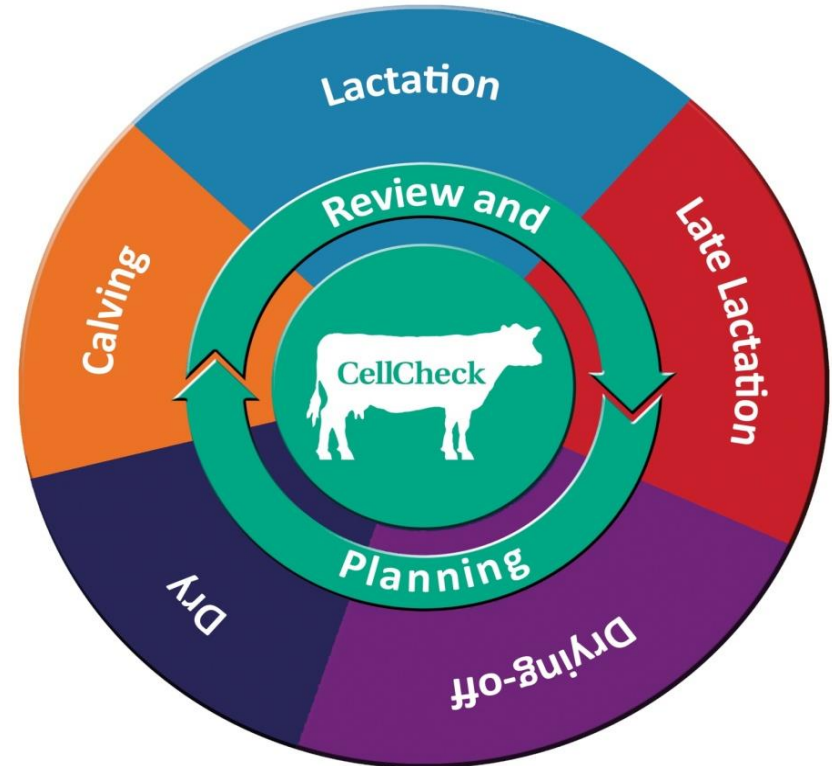 Lactation
Late Lactation
Drying-off
Dry
Calving
Review and
Planning
CellCheck